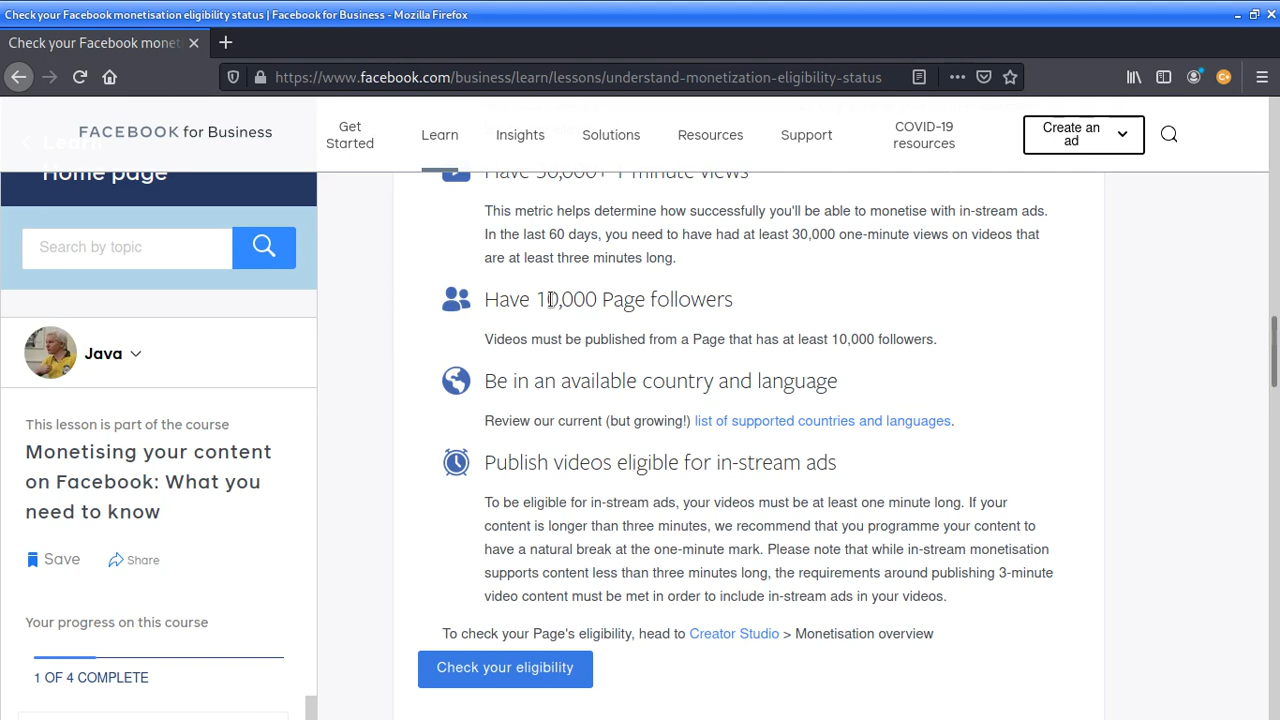 Check your Facebook monetisation eligibility status | Facebook for Business - Mozilla Firefox
Check your Facebook monet
https://www.facebook.com/business/learn/lessons/understand-monetization-eligibility-status
FACEBOOK for Business
Get Started
Learn
Insights
Solutions
Resources
Support
COVID-19 resources
Create an ad
Learn
Home page
Search by topic
Java
This lesson is part of the course
Monetising your content
on Facebook: What you
need to know
Save
Share
Your progress on this course
1 OF 4 COMPLETE
Have 30,000+ 1-minute views
This metric helps determine how successfully you'll be able to monetise with in-stream ads.
In the last 60 days, you need to have had at least 30,000 one-minute views on videos that
are at least three minutes long.
Have 10,000 Page followers
Videos must be published from a Page that has at least 10,000 followers.
Be in an available country and language
Review our current (but growing!) list of supported countries and languages.
Publish videos eligible for in-stream ads
To be eligible for in-stream ads, your videos must be at least one minute long. If your
content is longer than three minutes, we recommend that you programme your content to
have a natural break at the one-minute mark. Please note that while in-stream monetisation
supports content less than three minutes long, the requirements around publishing 3-minute
video content must be met in order to include in-stream ads in your videos.
To check your Page's eligibility, head to Creator Studio > Monetisation overview
Check your eligibility